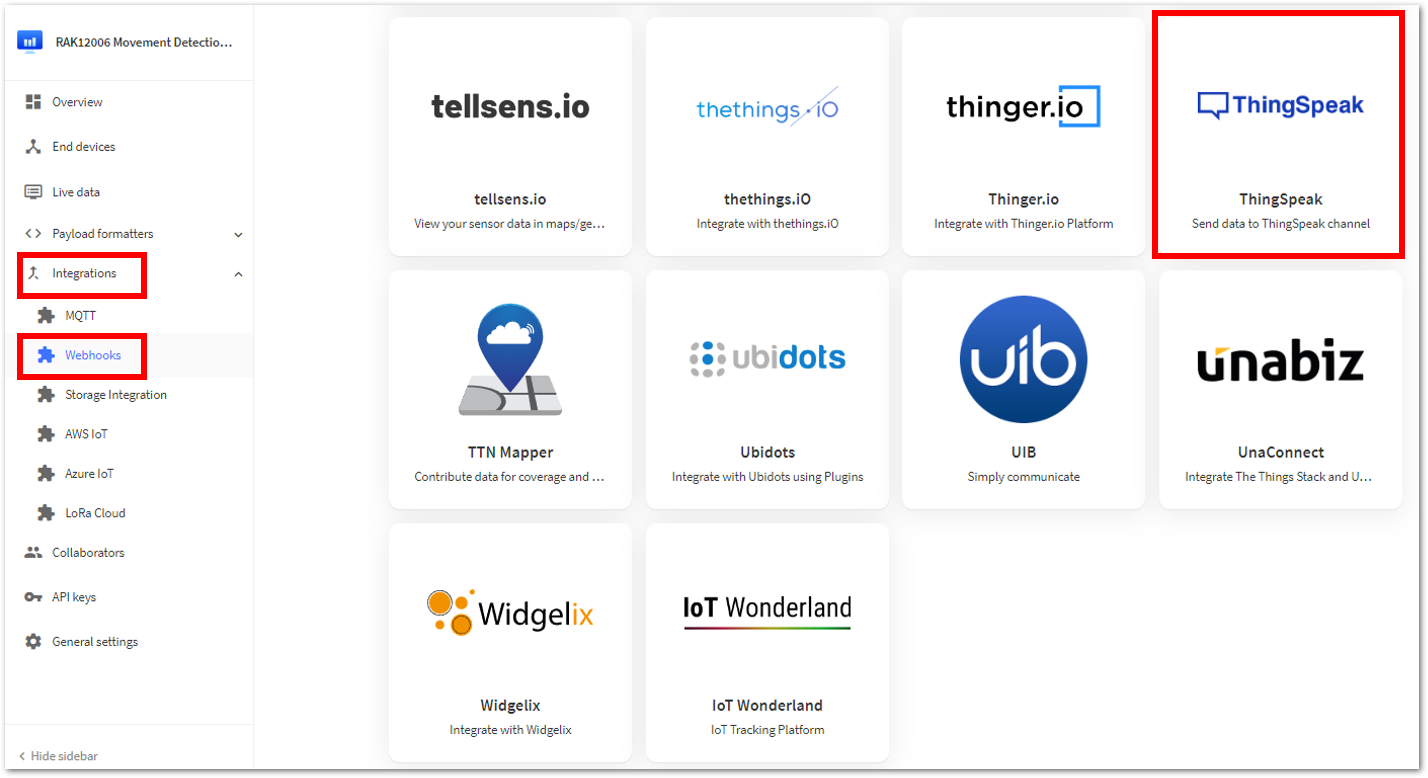 RAK12006 Movement Detectio...
Overview
End devices
Live data
Payload formatters
Integrations
MQTT
Webhooks
Storage Integration
AWS IoT
Azure IoT
LoRa Cloud
Collaborators
API keys
General settings
Hide sidebar
tellsens.io
tellsens.io
View your sensor data in maps/ge...
thethings.iO
thethings.iO
Integrate with thethings.iO
thinger.io
Thinger.io
Integrate with Thinger.io Platform
ThingSpeak
ThingSpeak
Send data to ThingSpeak channel
TTN Mapper
Contribute data for coverage and ...
ubidots
Ubidots
Integrate with Ubidots using Plugins
uib
UIB
Simply communicate
unabiz
UnaConnect
Integrate The Things Stack and U...
Widgelix
Widgelix
Integrate with Widgelix
IoT Wonderland
IoT Wonderland
IoT Tracking Platform